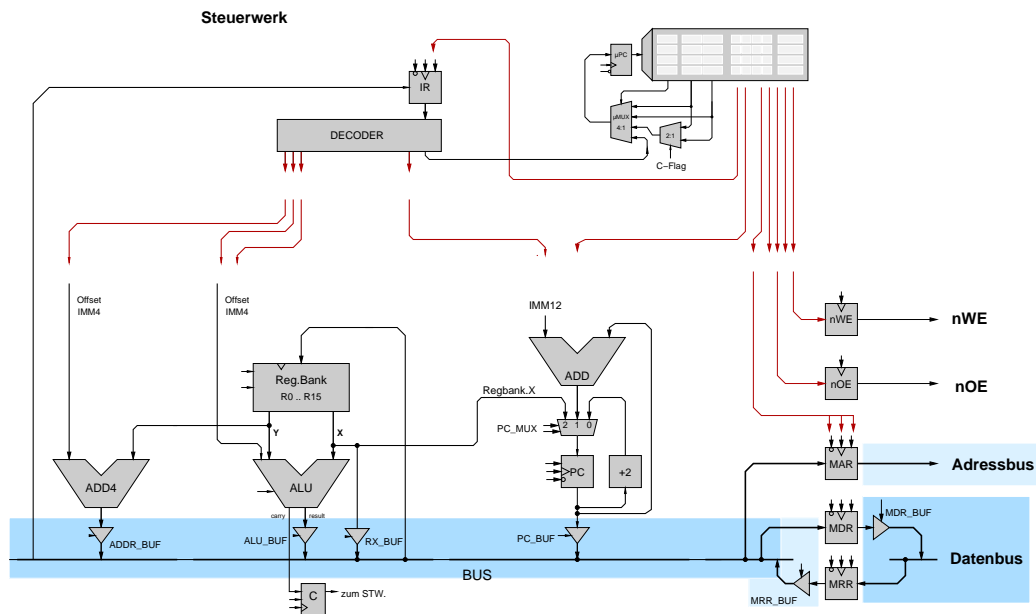 Steuerwerk
µPC
IR
µMUX
4:1
2:1
DECODER
C–Flag
Offset
IMM4
Offset
IMM4
IMM12
nWE
nWE
ADD
Reg.Bank
R0 .. R15
nOE
nOE
Regbank.X
PC_MUX
2 1 0
Y
X
ADD4
ALU
PC
+2
MAR
Adressbus
carry
result
MDR_BUF
ADDR_BUF
ALU_BUF
RX_BUF
PC_BUF
MDR
Datenbus
BUS
MRR
MRR_BUF
C
zum STW.